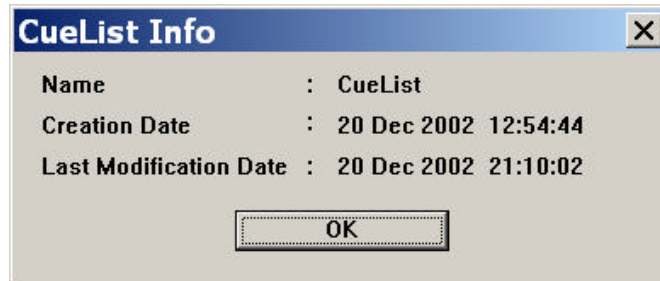 CueList Info
Name : CueList
Creation Date : 20 Dec 2002 12:54:44
Last Modification Date : 20 Dec 2002 21:10:02
OK